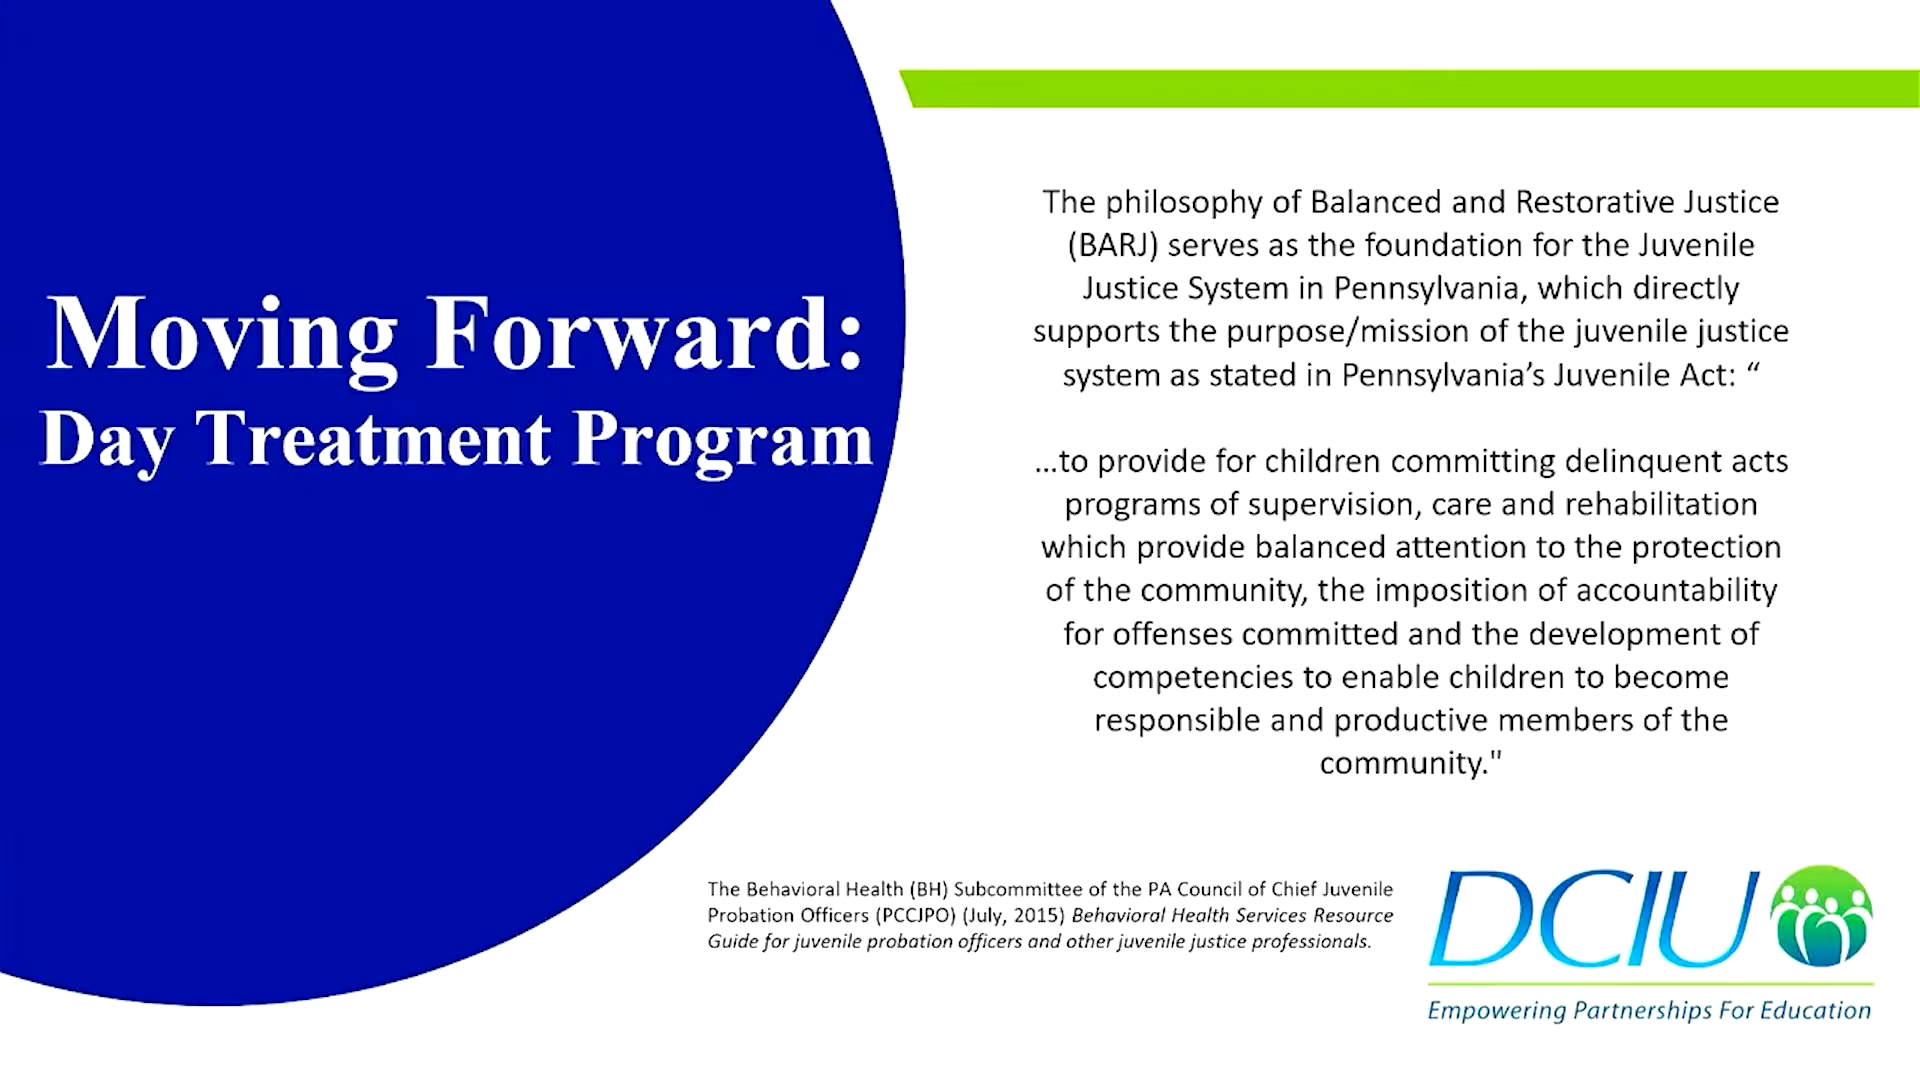 Moving Forward:
Day Treatment Program
The philosophy of Balanced and Restorative Justice
(BARJ) serves as the foundation for the Juvenile
Justice System in Pennsylvania, which directly
supports the purpose/mission of the juvenile justice
system as stated in Pennsylvania’s Juvenile Act: “
...to provide for children committing delinquent acts
programs of supervision, care and rehabilitation
which provide balanced attention to the protection
of the community, the imposition of accountability
for offenses committed and the development of
competencies to enable children to become
responsible and productive members of the
community."
The Behavioral Health (BH) Subcommittee of the PA Council of Chief Juvenile
Probation Officers (PCCJPO) (July, 2015) Behavioral Health Services Resource
Guide for juvenile probation officers and other juvenile justice professionals.
DCIU
Empowering Partnerships For Education